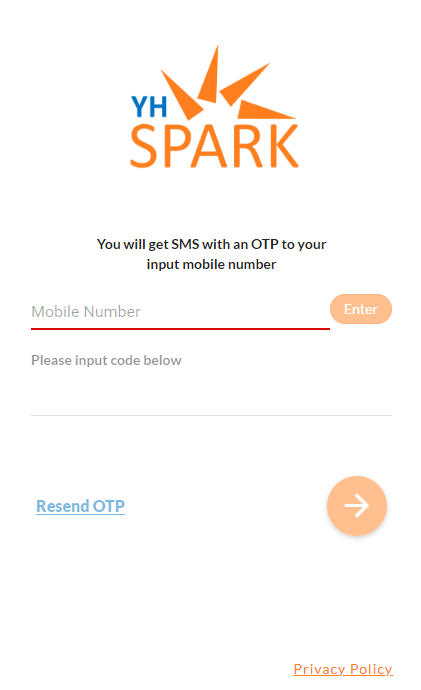 YH
SPARK
You will get SMS with an OTP to your
input mobile number
Mobile Number
Enter
Please input code below
Resend OTP
Privacy Policy